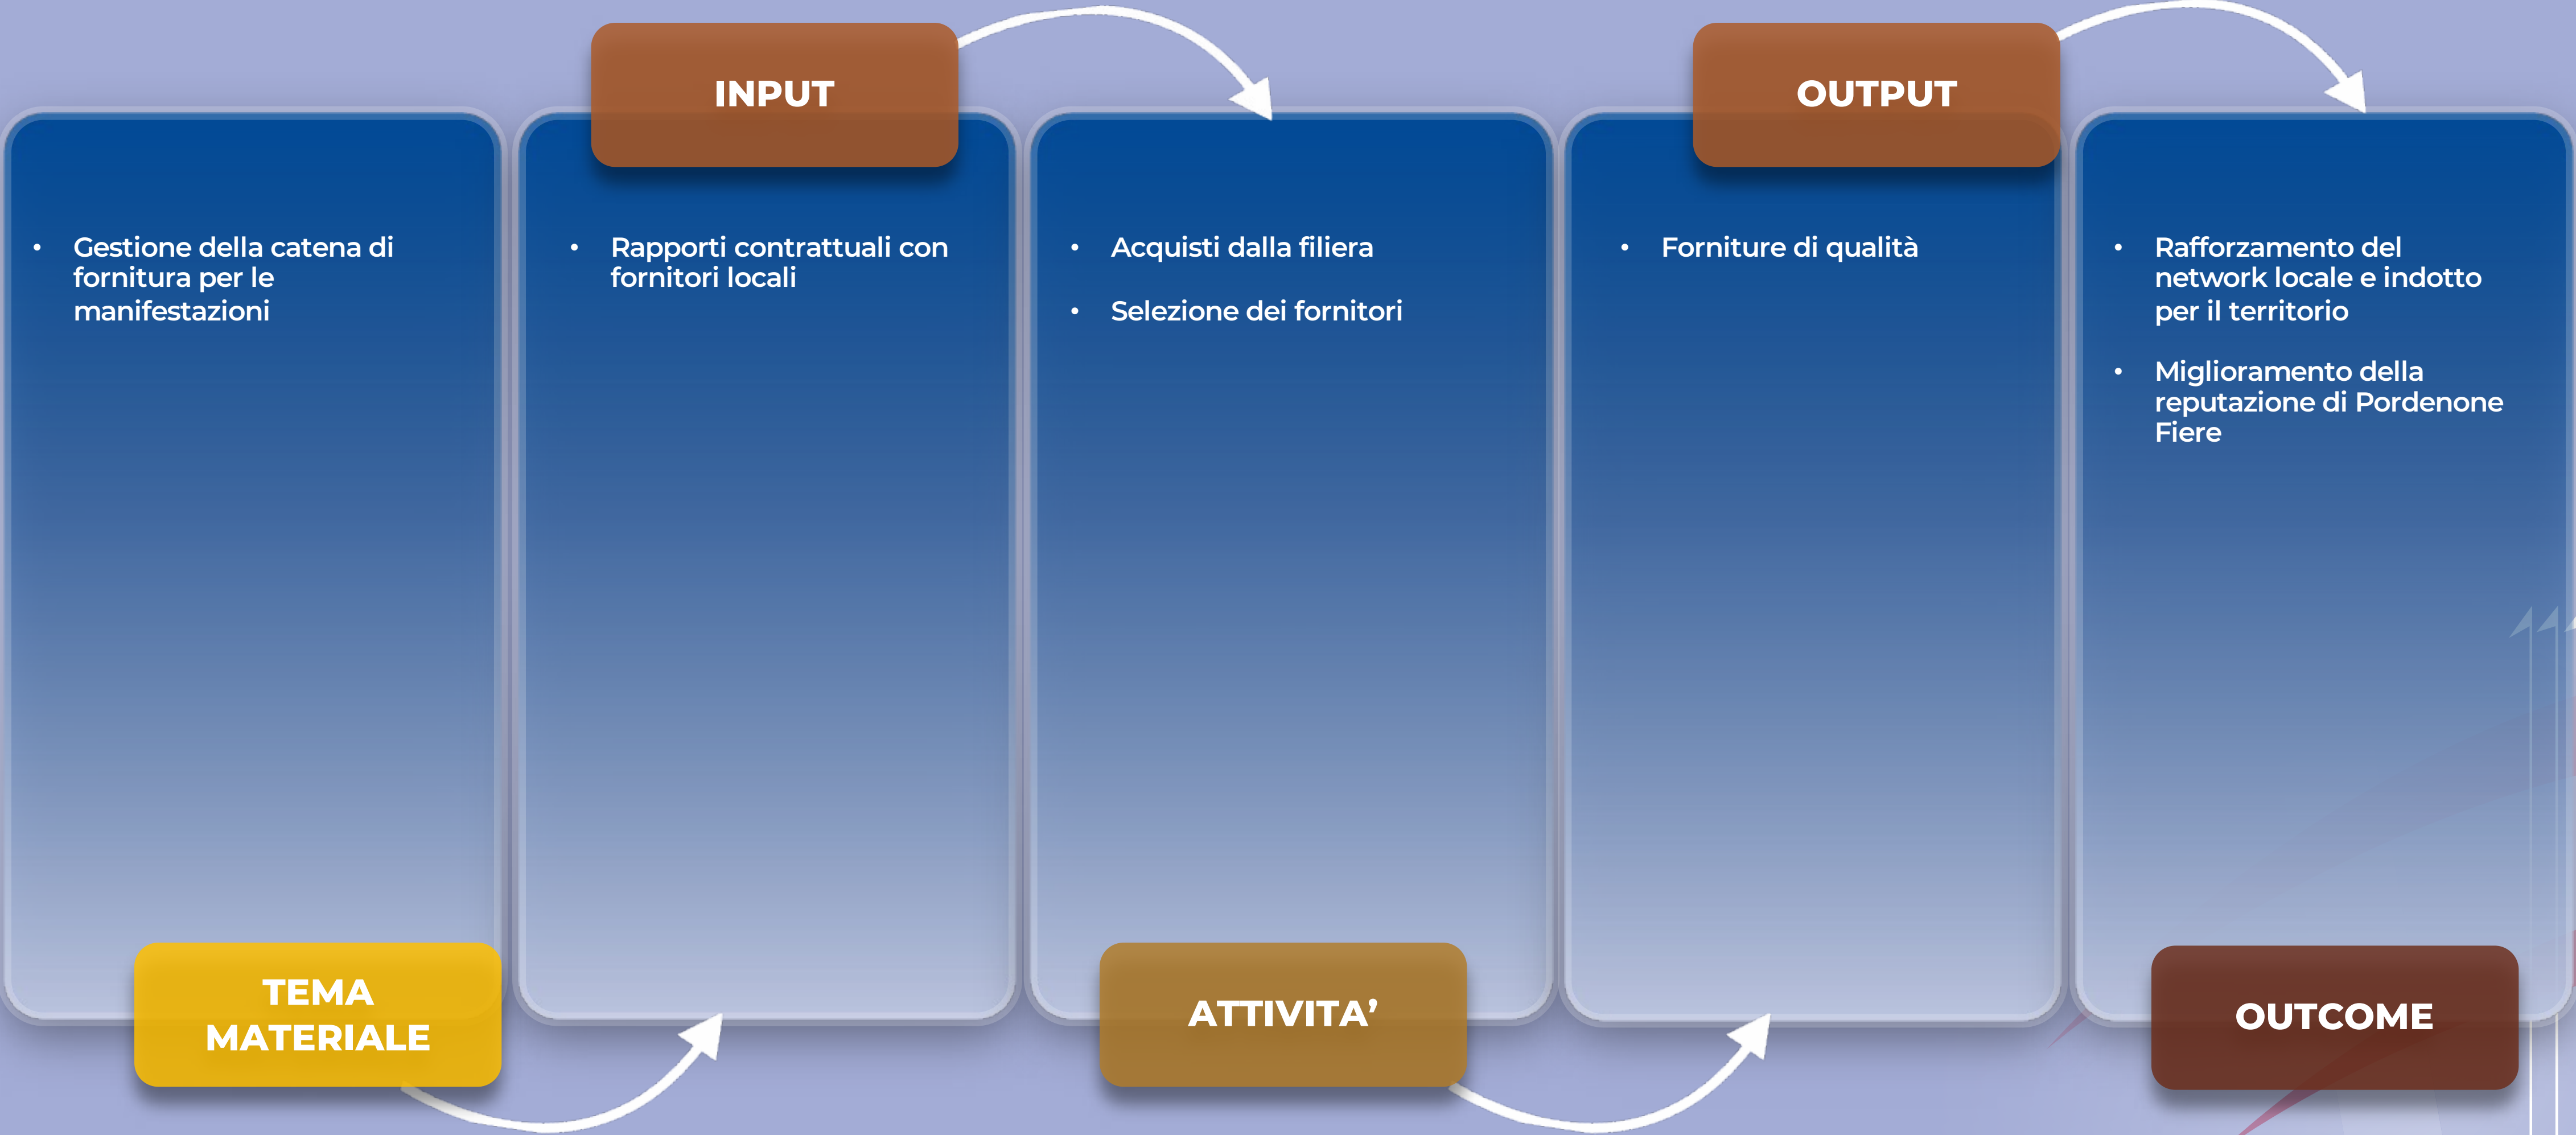 INPUT
OUTPUT
• Gestione della catena di
fornitura per le
manifestazioni
• Rapporti contrattuali con
fornitori locali
• Acquisti dalla filiera
• Selezione dei fornitori
• Forniture di qualità
• Rafforzamento del
network locale e indotto
per il territorio
• Miglioramento della
reputazione di Pordenone
Fiere
TEMA
MATERIALE
ATTIVITA’
OUTCOME